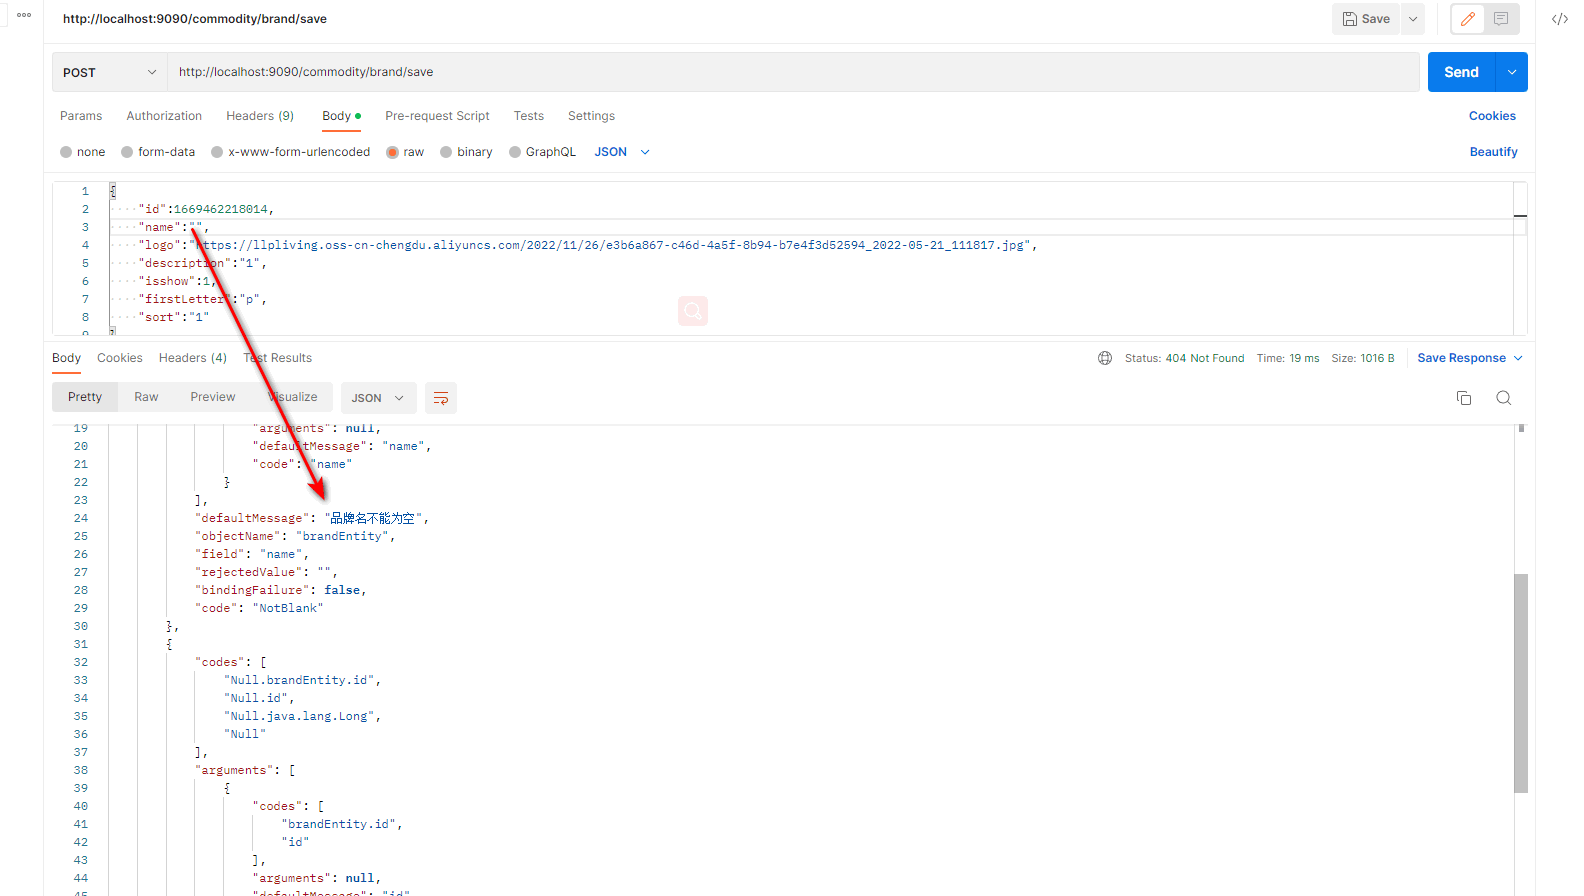 http://localhost:9090/commodity/brand/save
Save
POST
http://localhost:9090/commodity/brand/save
Send
Params Authorization Headers (9) Body Pre-request Script Tests Settings Cookies
none form-data x-www-form-urlencoded raw binary GraphQL JSON Beautify
1 {
2 "id":1669462218014,
3 "name":"",
4 "logo":"https://llpliving.oss-cn-chengdu.aliyuncs.com/2022/11/26/e3b6a867-c46d-4a5f-8b94-b7e4f3d52594_2022-05-21_111817.jpg",
5 "description":"1",
6 "isshow":1,
7 "firstLetter":"p",
8 "sort":"1"
9 }
Body Cookies Headers (4) Test Results Status: 404 Not Found Time: 19 ms Size: 1016 B Save Response
Pretty Raw Preview Visualize JSON
19 "arguments": null,
20 "defaultMessage": "name",
21 "code": "name"
22 }
23 ],
24 "defaultMessage": "品牌名不能为空",
25 "objectName": "brandEntity",
26 "field": "name",
27 "rejectedValue": "",
28 "bindingFailure": false,
29 "code": "NotBlank"
30 },
31 {
32 "codes": [
33 "Null.brandEntity.id",
34 "Null.id",
35 "Null.java.lang.Long",
36 "Null"
37 ],
38 "arguments": [
39 {
40 "codes": [
41 "brandEntity.id",
42 "id"
43 ],
44 "arguments": null,
45 "defaultMessage": "id"